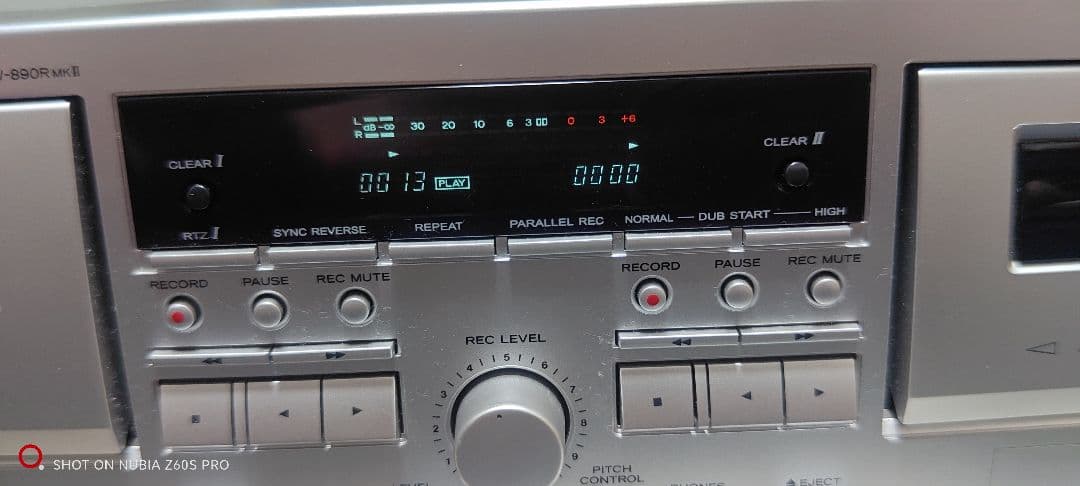 -890R MKII
L
dB -∞ 30 20 10 6 3 0 3 +6
R
CLEAR I
CLEAR II
0013 PLAY 0000
RTZ I SYNC REVERSE REPEAT PARALLEL REC NORMAL DUB START HIGH
RECORD PAUSE REC MUTE
RECORD PAUSE REC MUTE
REC LEVEL
1 2 3 4 5 6 7 8 9
PITCH
CONTROL
EJECT
SHOT ON NUBIA Z60S PRO